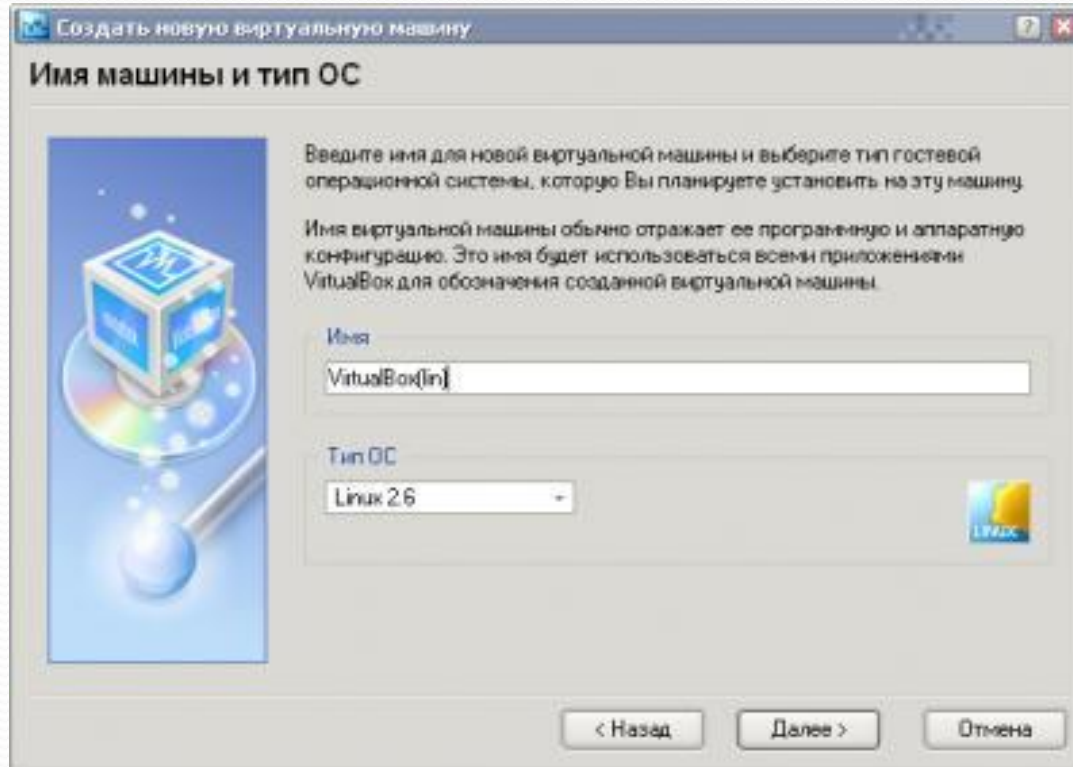 Создать новую виртуальную машину
Имя машины и тип ОС
Введите имя для новой виртуальной машины и выберите тип гостевой
операционной системы, которую Вы планируете установить на эту машину.
Имя виртуальной машины обычно отражает ее программную и аппаратную
конфигурацию. Это имя будет использоваться всеми приложениями
VirtualBox для обозначения созданной виртуальной машины.
Имя
VirtualBox(lin)
Тип ОС
Linux 2.6
LINUX
< Назад
Далее >
Отмена